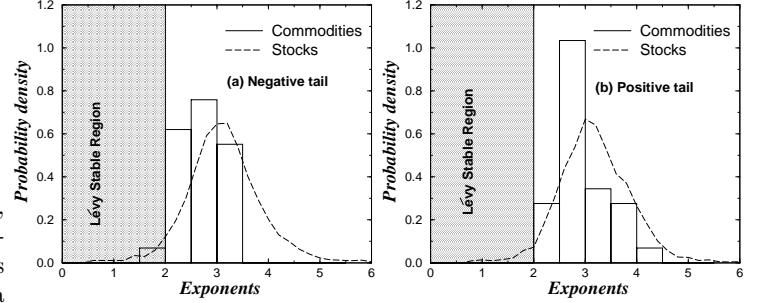 1.2
1.0
0.8
0.6
0.4
0.2
0.0
Probability density
Lévy Stable Region
Commodities
Stocks
(a) Negative tail
0 1 2 3 4 5 6
Exponents
1.2
1.0
0.8
0.6
0.4
0.2
0.0
Probability density
Lévy Stable Region
Commodities
Stocks
(b) Positive tail
0 1 2 3 4 5 6
Exponents
s
a